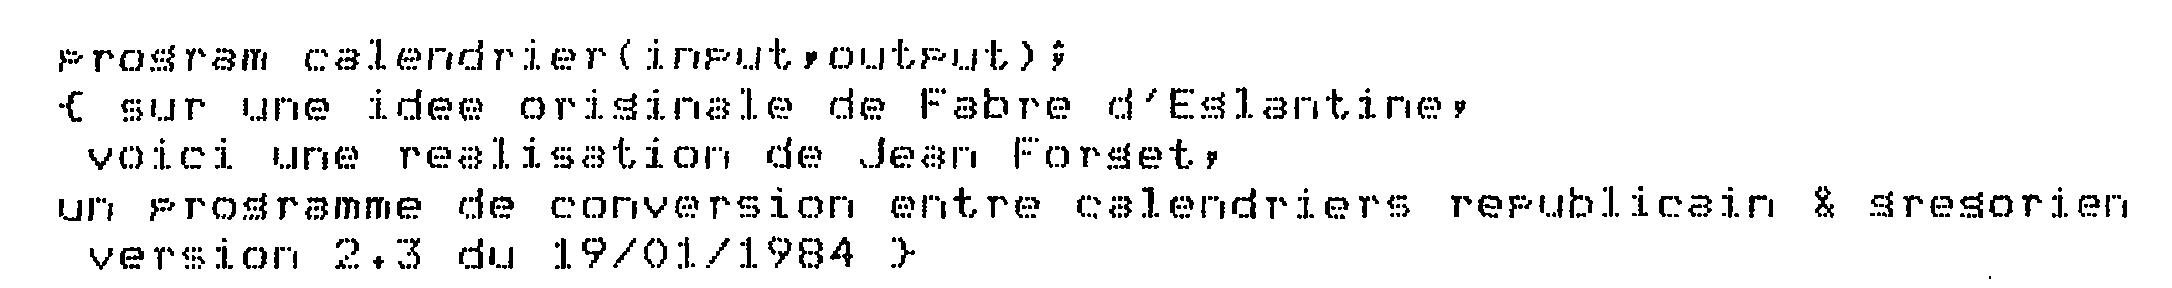 program calendrier(input,output);
{ sur une idee originale de Fabre d'Eglantine,
voici une realisation de Jean Forget,
un programme de conversion entre calendriers republicain & gregorien
version 2.3 du 19/01/1984 }